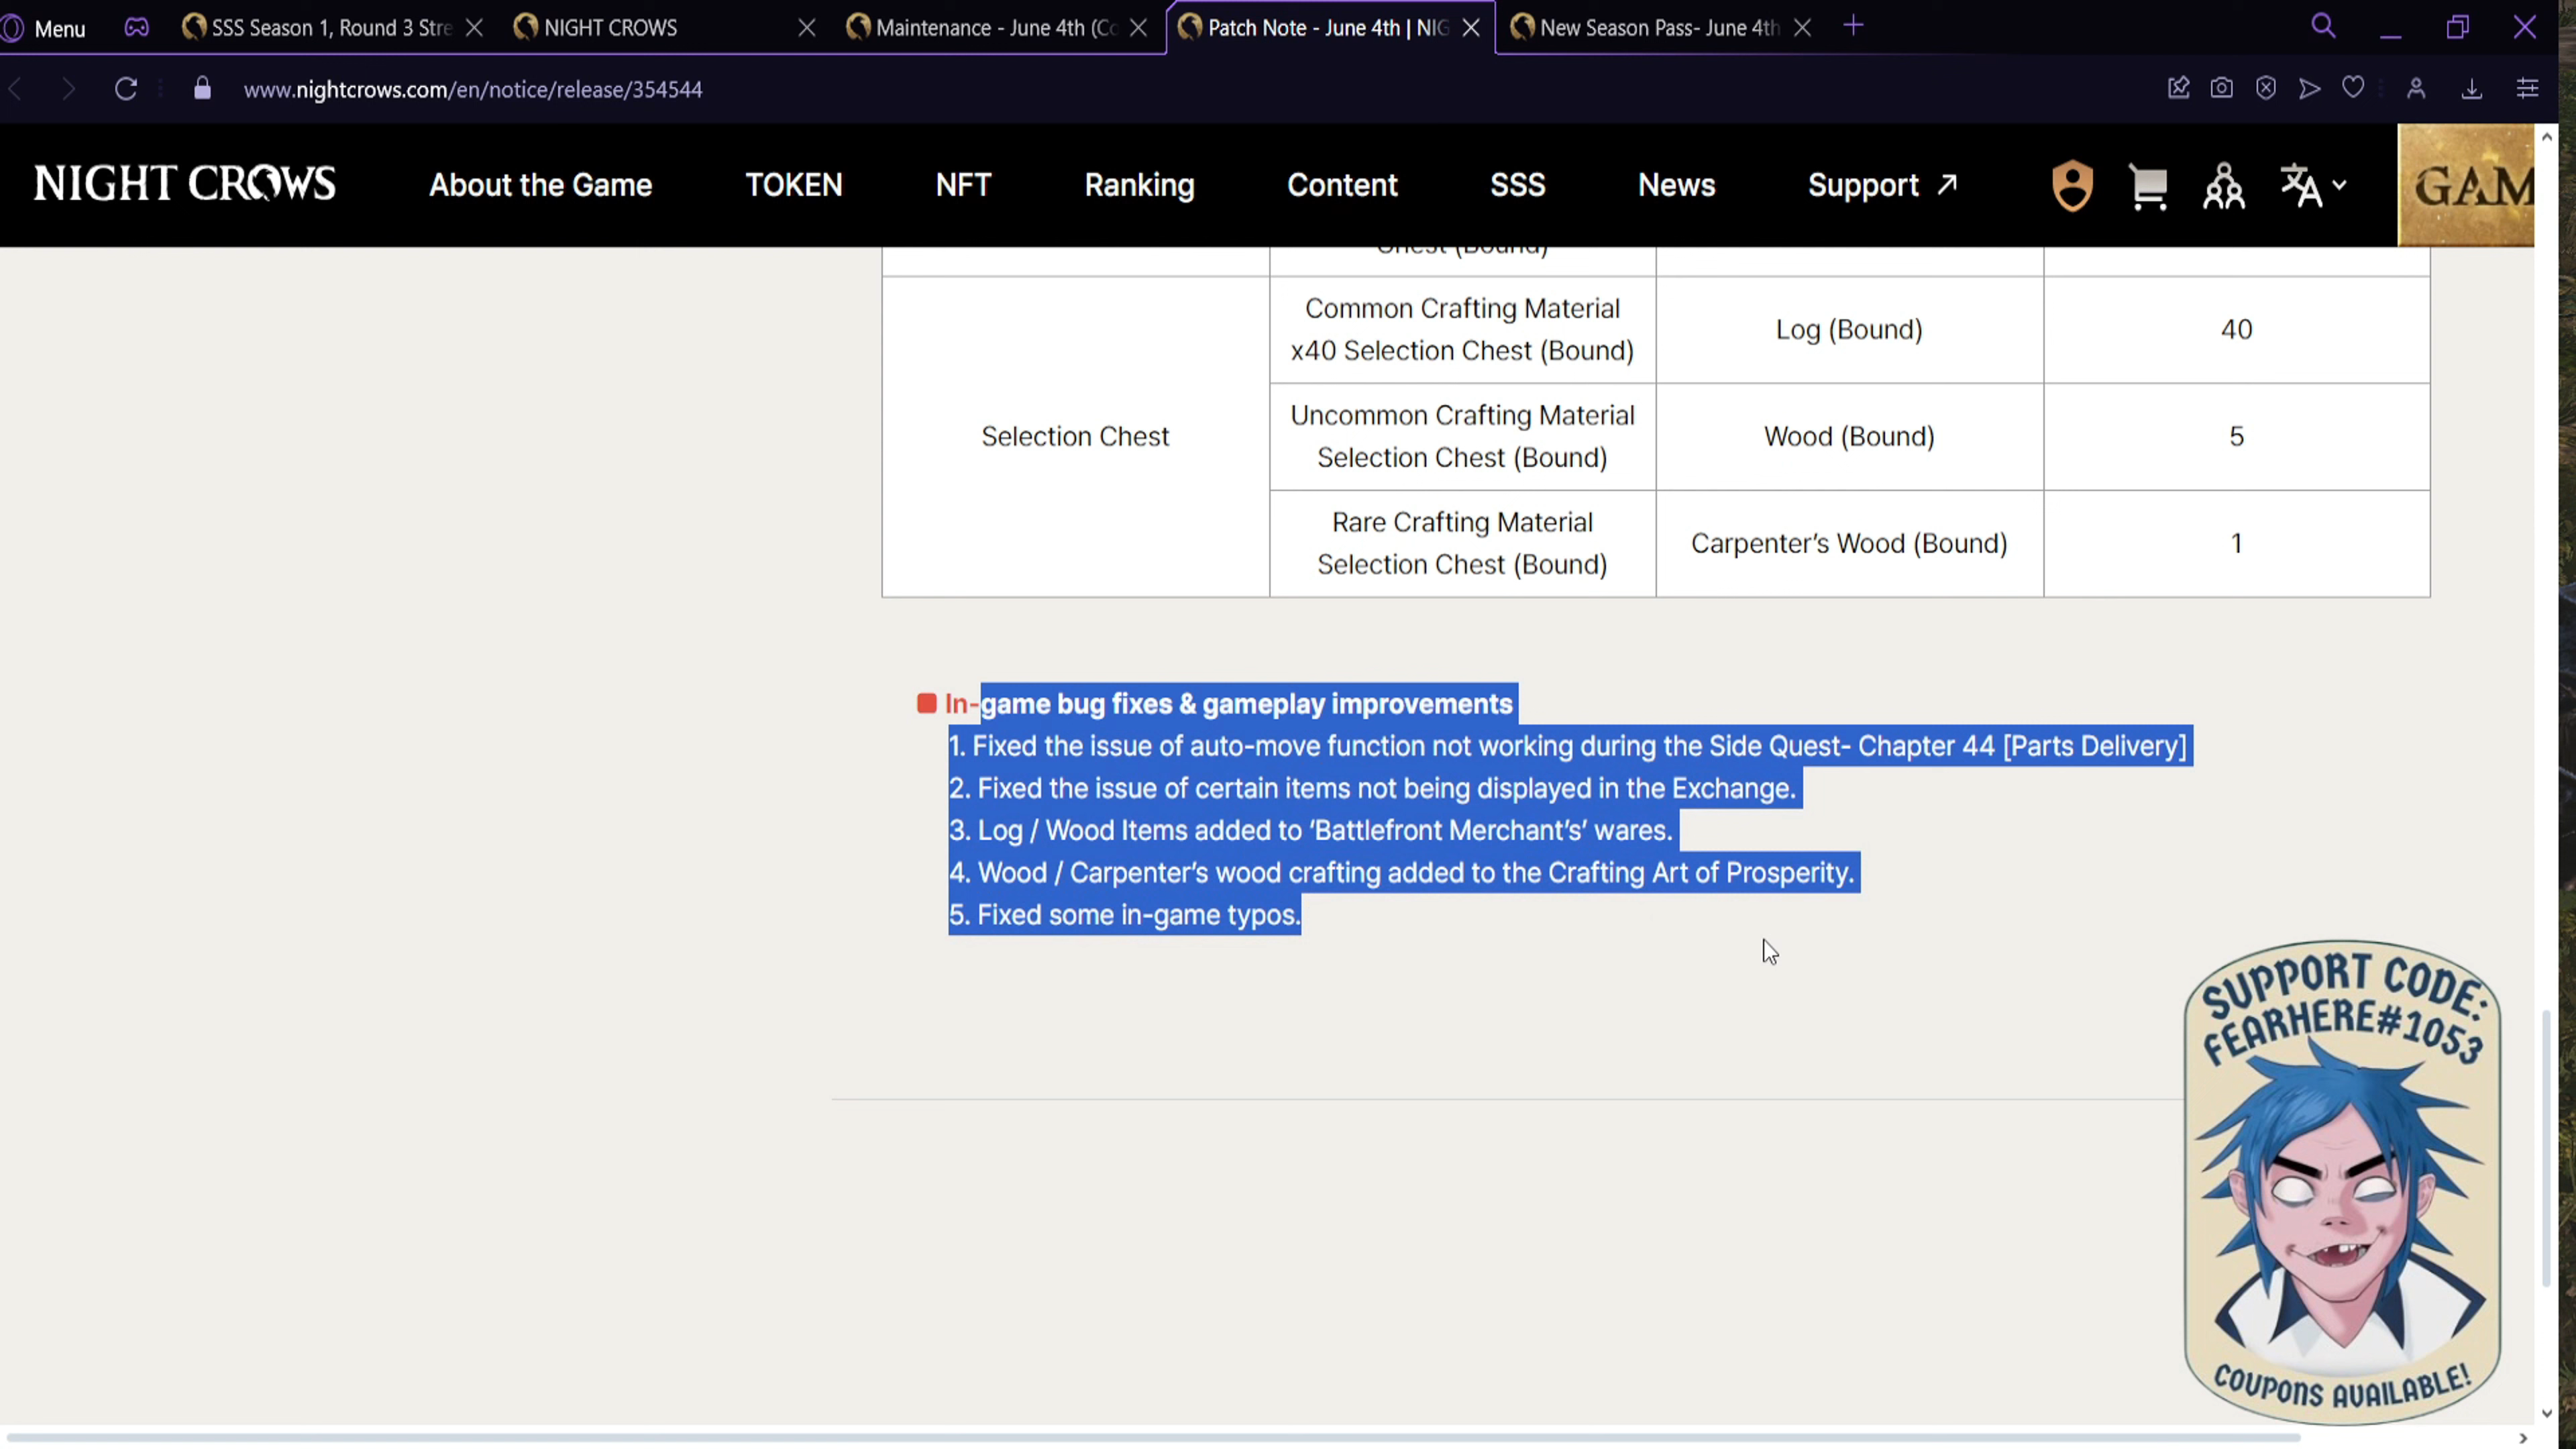 Menu
SSS Season 1, Round 3 Stre
NIGHT CROWS
Maintenance - June 4th (Co
Patch Note - June 4th | NIG
New Season Pass- June 4th
www.nightcrows.com/en/notice/release/354544
NIGHT CROWS
About the Game
TOKEN
NFT
Ranking
Content
SSS
News
Support
GAM
Chest (Bound)
Selection Chest
Common Crafting Material
x40 Selection Chest (Bound)
Log (Bound)
40
Uncommon Crafting Material
Selection Chest (Bound)
Wood (Bound)
5
Rare Crafting Material
Selection Chest (Bound)
Carpenter’s Wood (Bound)
1
In-game bug fixes & gameplay improvements
1. Fixed the issue of auto-move function not working during the Side Quest- Chapter 44 [Parts Delivery]
2. Fixed the issue of certain items not being displayed in the Exchange.
3. Log / Wood Items added to ‘Battlefront Merchant’s’ wares.
4. Wood / Carpenter’s wood crafting added to the Crafting Art of Prosperity.
5. Fixed some in-game typos.
SUPPORT CODE:
FEARHERE#1053
COUPONS AVAILABLE!